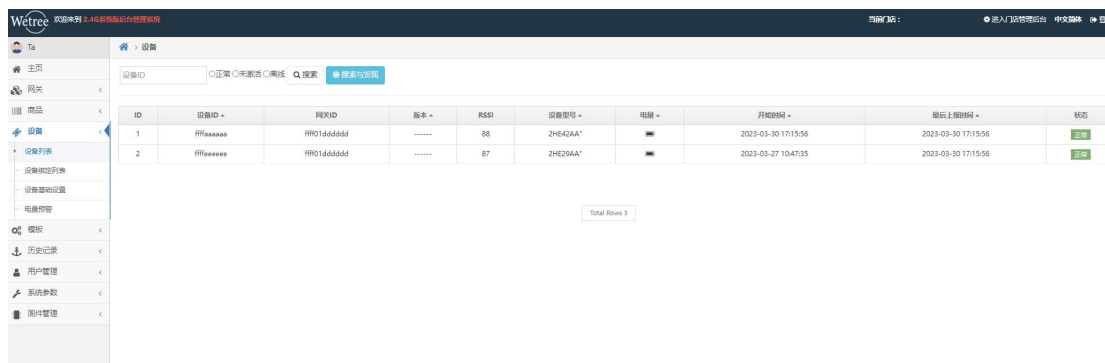 Wetree 欢迎来到 2.4G系统版后台管理系统 当前门店： 进入门店管理后台 中文简体 登
Ta
设备
主页
设备ID 正常 未激活 离线 搜索 搜索与发现
网关
商品
ID 设备ID 网关ID 版本 RSSI 设备型号 电量 开始时间 最后上报时间 状态
设备
1 ffffaaaaaa ffff01dddddd ------ 88 2HE42AA* 2023-03-30 17:15:56 2023-03-30 17:15:56 正常
设备列表
2 ffffeeeeee ffff01dddddd ------ 87 2HE29AA* 2023-03-27 10:47:35 2023-03-30 17:15:56 正常
设备绑定列表
设备基础设置
电量预警
Total Rows 3
模板
历史记录
用户管理
系统参数
固件管理